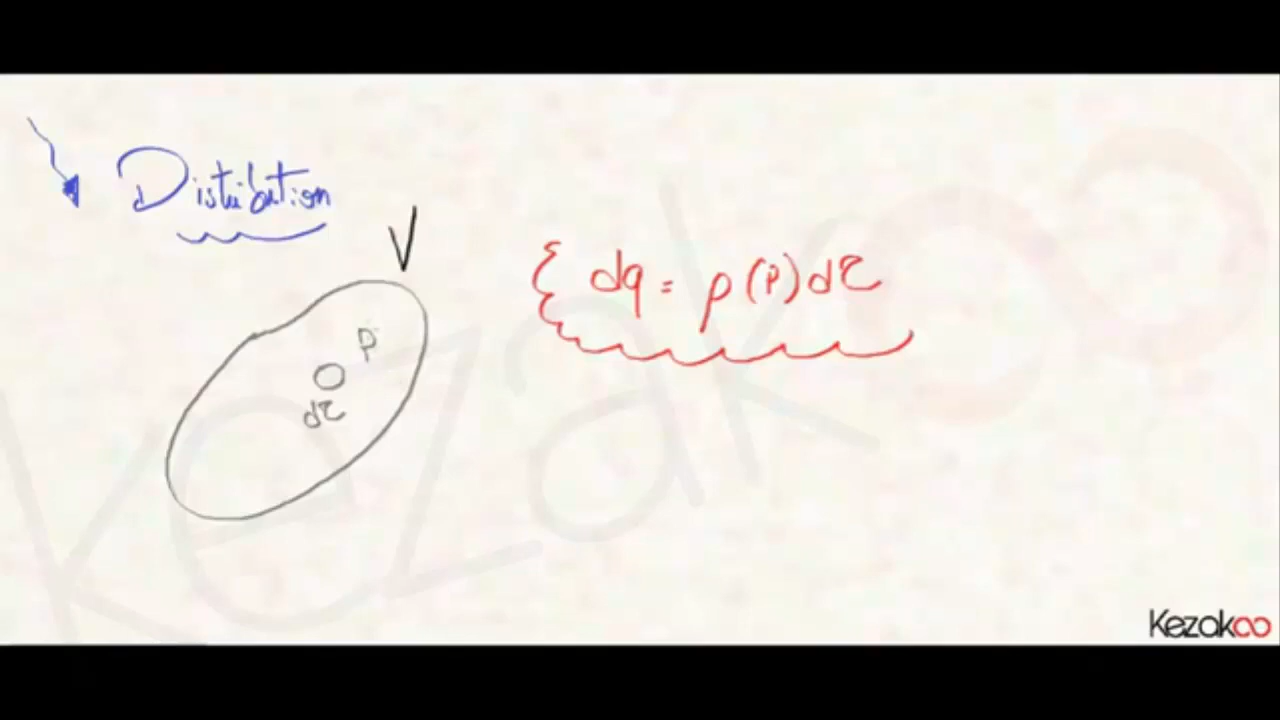 Distribution
V
dq = ρ(P)dτ
P
dτ
Kezakoo